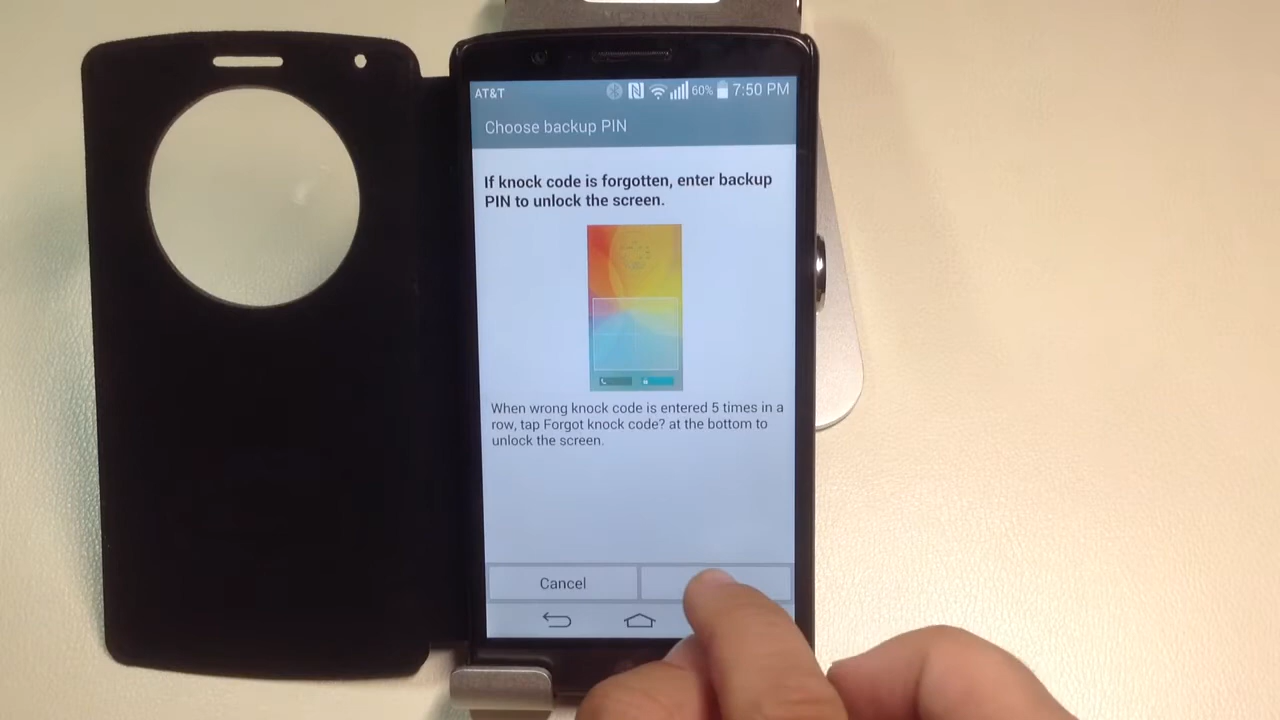 AT&T 60% 7:50 PM
Choose backup PIN
If knock code is forgotten, enter backup
PIN to unlock the screen.
When wrong knock code is entered 5 times in a
row, tap Forgot knock code? at the bottom to
unlock the screen.
Cancel